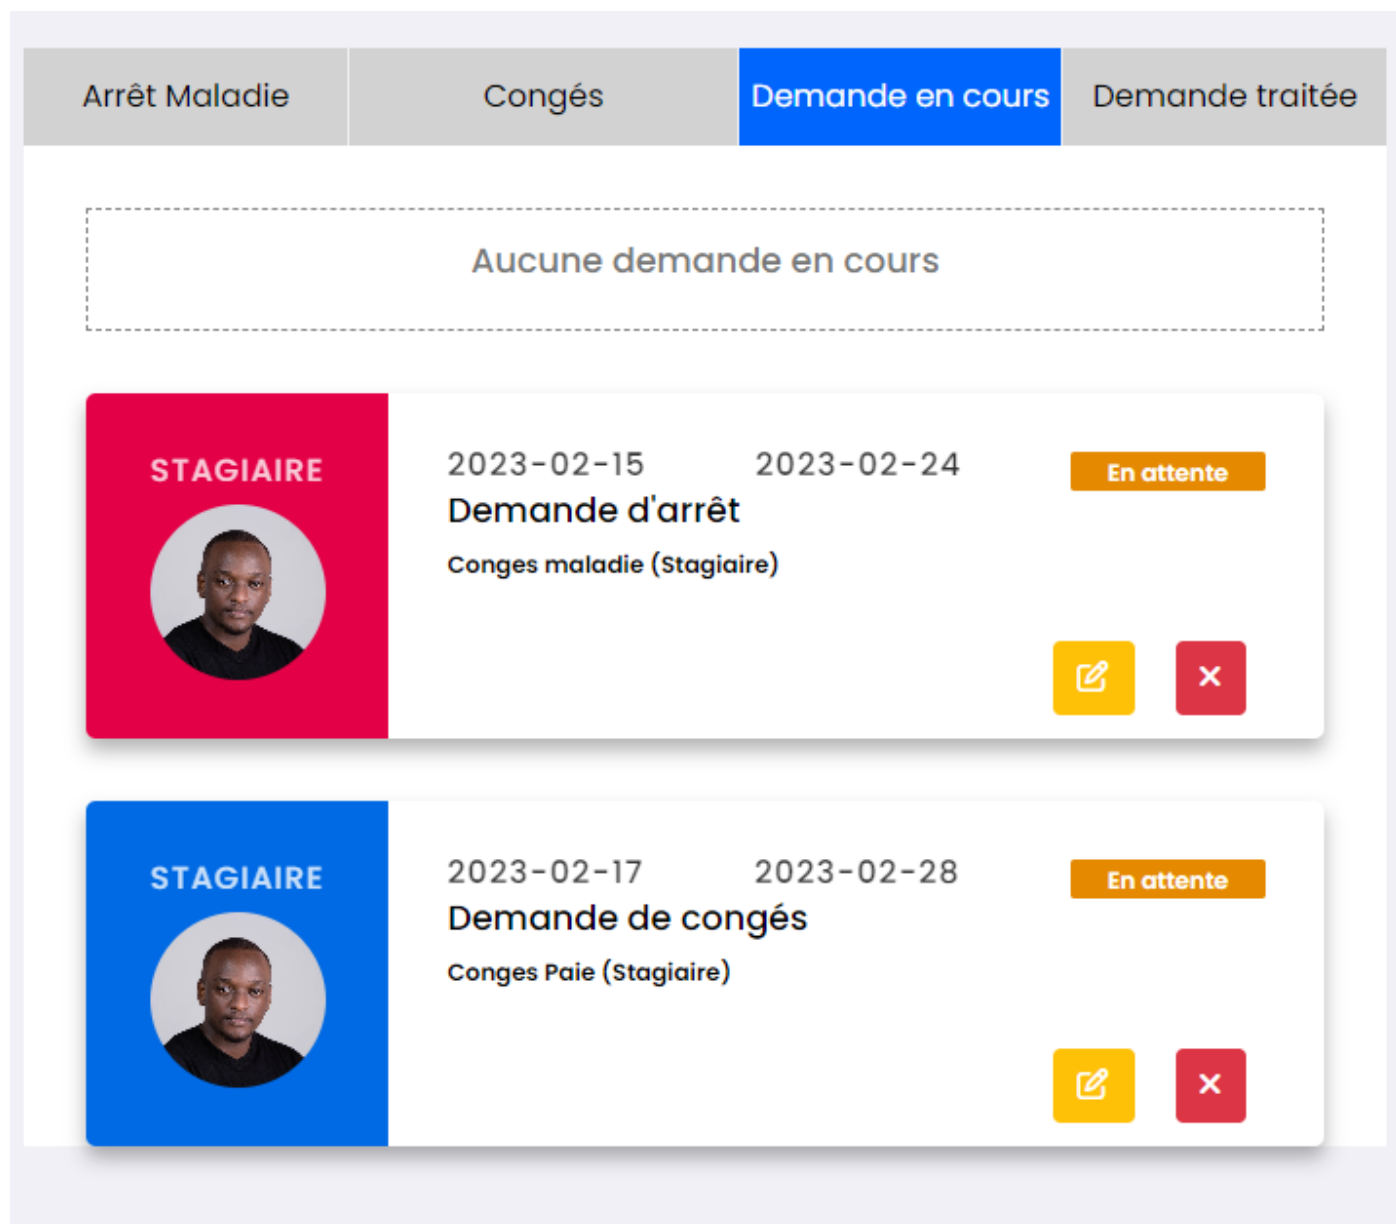 Arrêt Maladie
Congés
Demande en cours
Demande traitée
Aucune demande en cours
STAGIAIRE
2023-02-15
2023-02-24
En attente
Demande d'arrêt
Conges maladie (Stagiaire)
STAGIAIRE
2023-02-17
2023-02-28
En attente
Demande de congés
Conges Paie (Stagiaire)